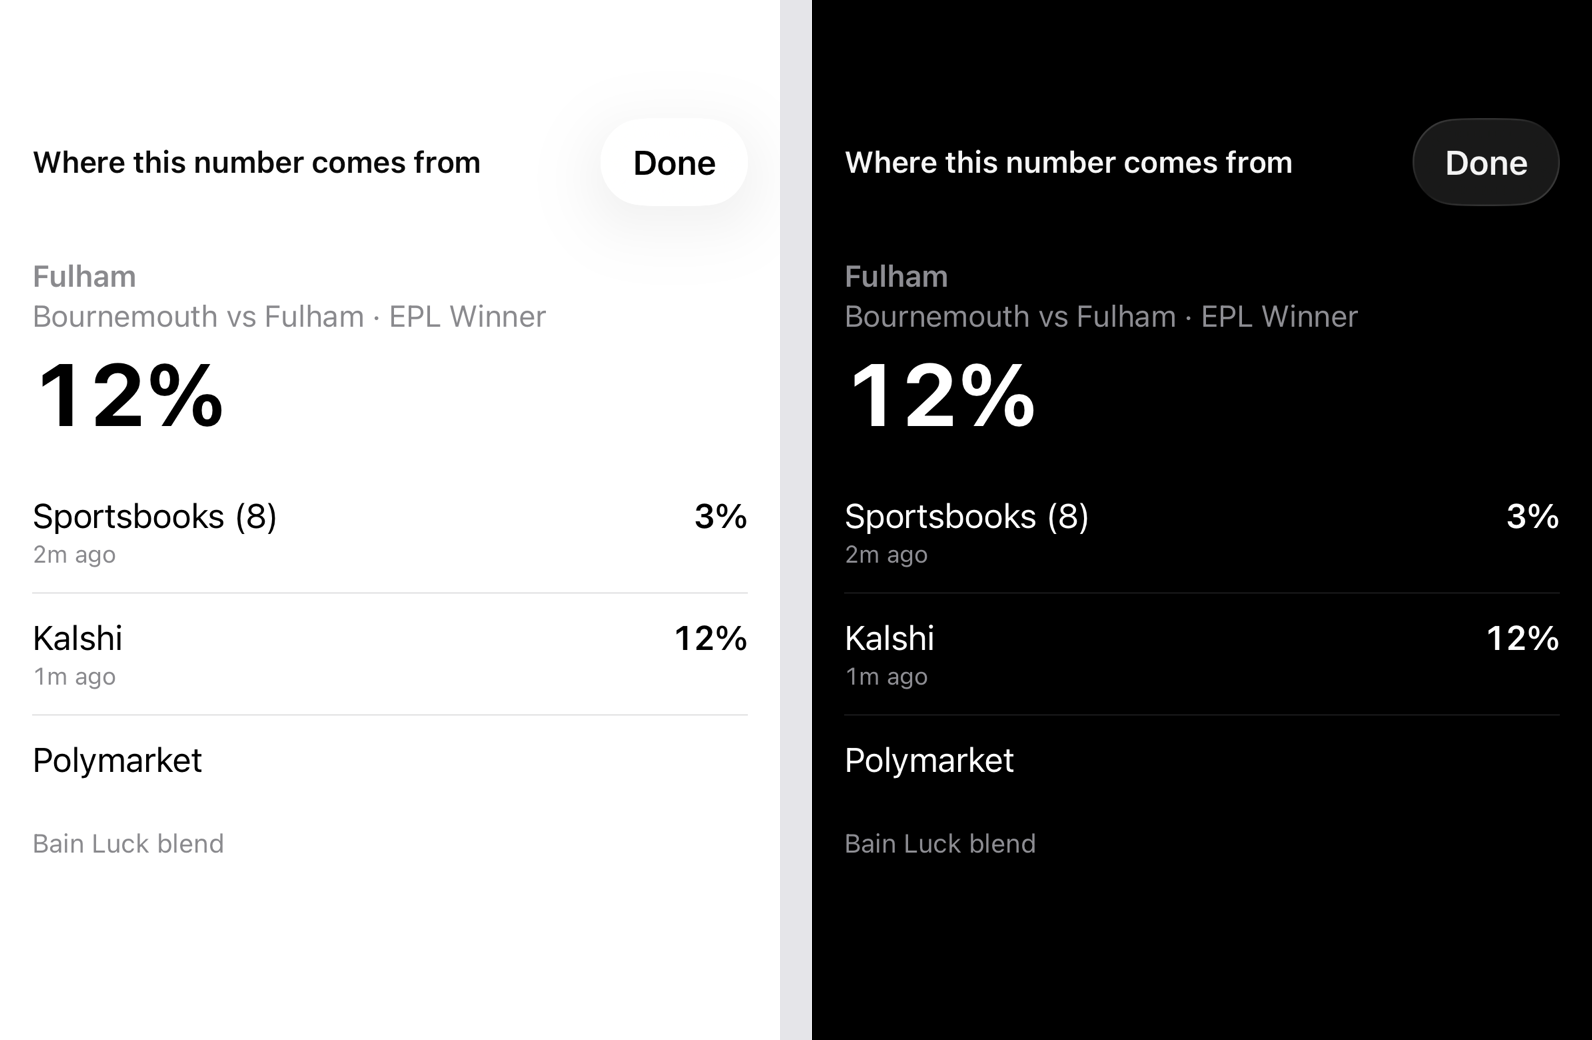 Where this number comes from
Done
Fulham
Bournemouth vs Fulham · EPL Winner
12%
Sportsbooks (8)
3%
2m ago
Kalshi
12%
1m ago
Polymarket
Bain Luck blend
Where this number comes from
Done
Fulham
Bournemouth vs Fulham · EPL Winner
12%
Sportsbooks (8)
3%
2m ago
Kalshi
12%
1m ago
Polymarket
Bain Luck blend